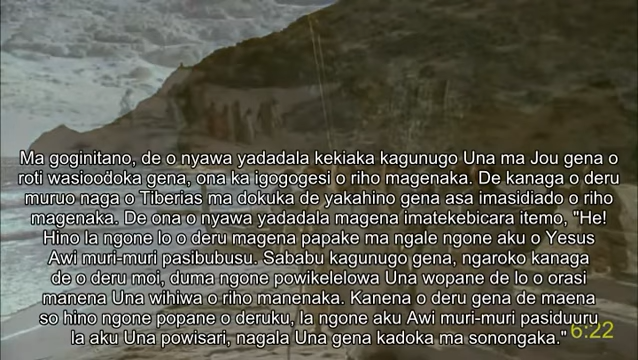 Ma goginitano, de o nyawa yadadala kekiaka kagunugo Una ma Jou gena o
roti wasioodoka gena, ona ka igogogesi o riho magenaka. De kanaga o deru
muruo naga o Tiberias ma dokuka de yakahino gena asa imasidiado o riho
magenaka. De ona o nyawa yadadala magena imatekebicara itemo, "He!
Hino la ngone lo o deru magena papake ma ngale ngone aku o Yesus
Awi muri-muri pasibubusu. Sababu kagunugo gena, ngaroko kanaga
de o deru moi, duma ngone powikelelowa Una wopane de lo o orasi
manena Una wihiwa o riho manenaka. Kanena o deru gena de maena
so hino ngone popane o deruku, la ngone aku Awi muri-muri pasiduuru
la aku Una powisari, nagala Una gena kadoka ma sonongaka."
6:22